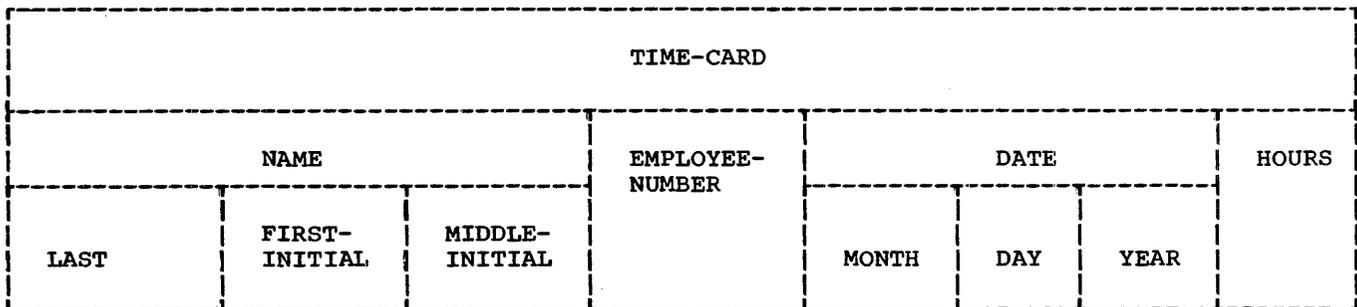 TIME-CARD
NAME
EMPLOYEE-
NUMBER
DATE
HOURS
LAST
FIRST-
INITIAL
MIDDLE-
INITIAL
MONTH
DAY
YEAR